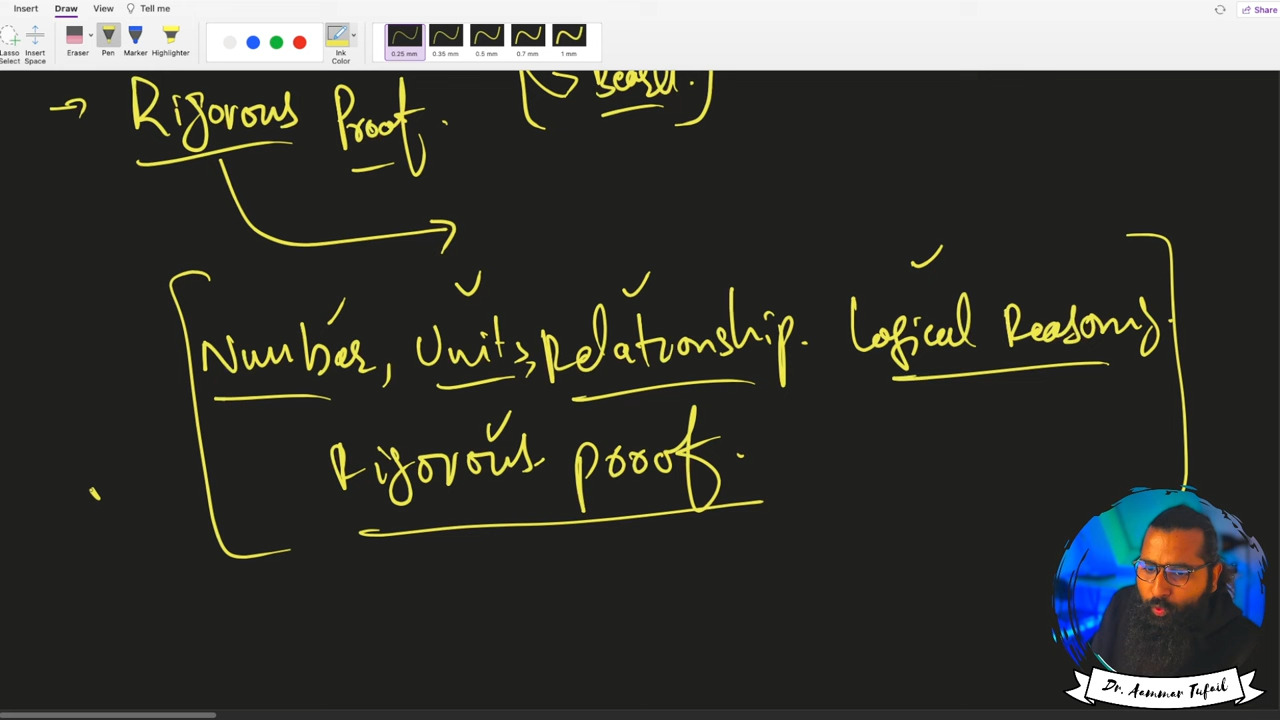 Insert Draw View Tell me
Share
Lasso Select Insert Space Eraser Pen Marker Highlighter Ink Color 0.25 mm 0.35 mm 0.5 mm 0.7 mm 1 mm
→ Rigorous Proof.
Number, Units, Relationship. Logical Reasoning.
Rigorous proof.
Dr. Aammar Tufail